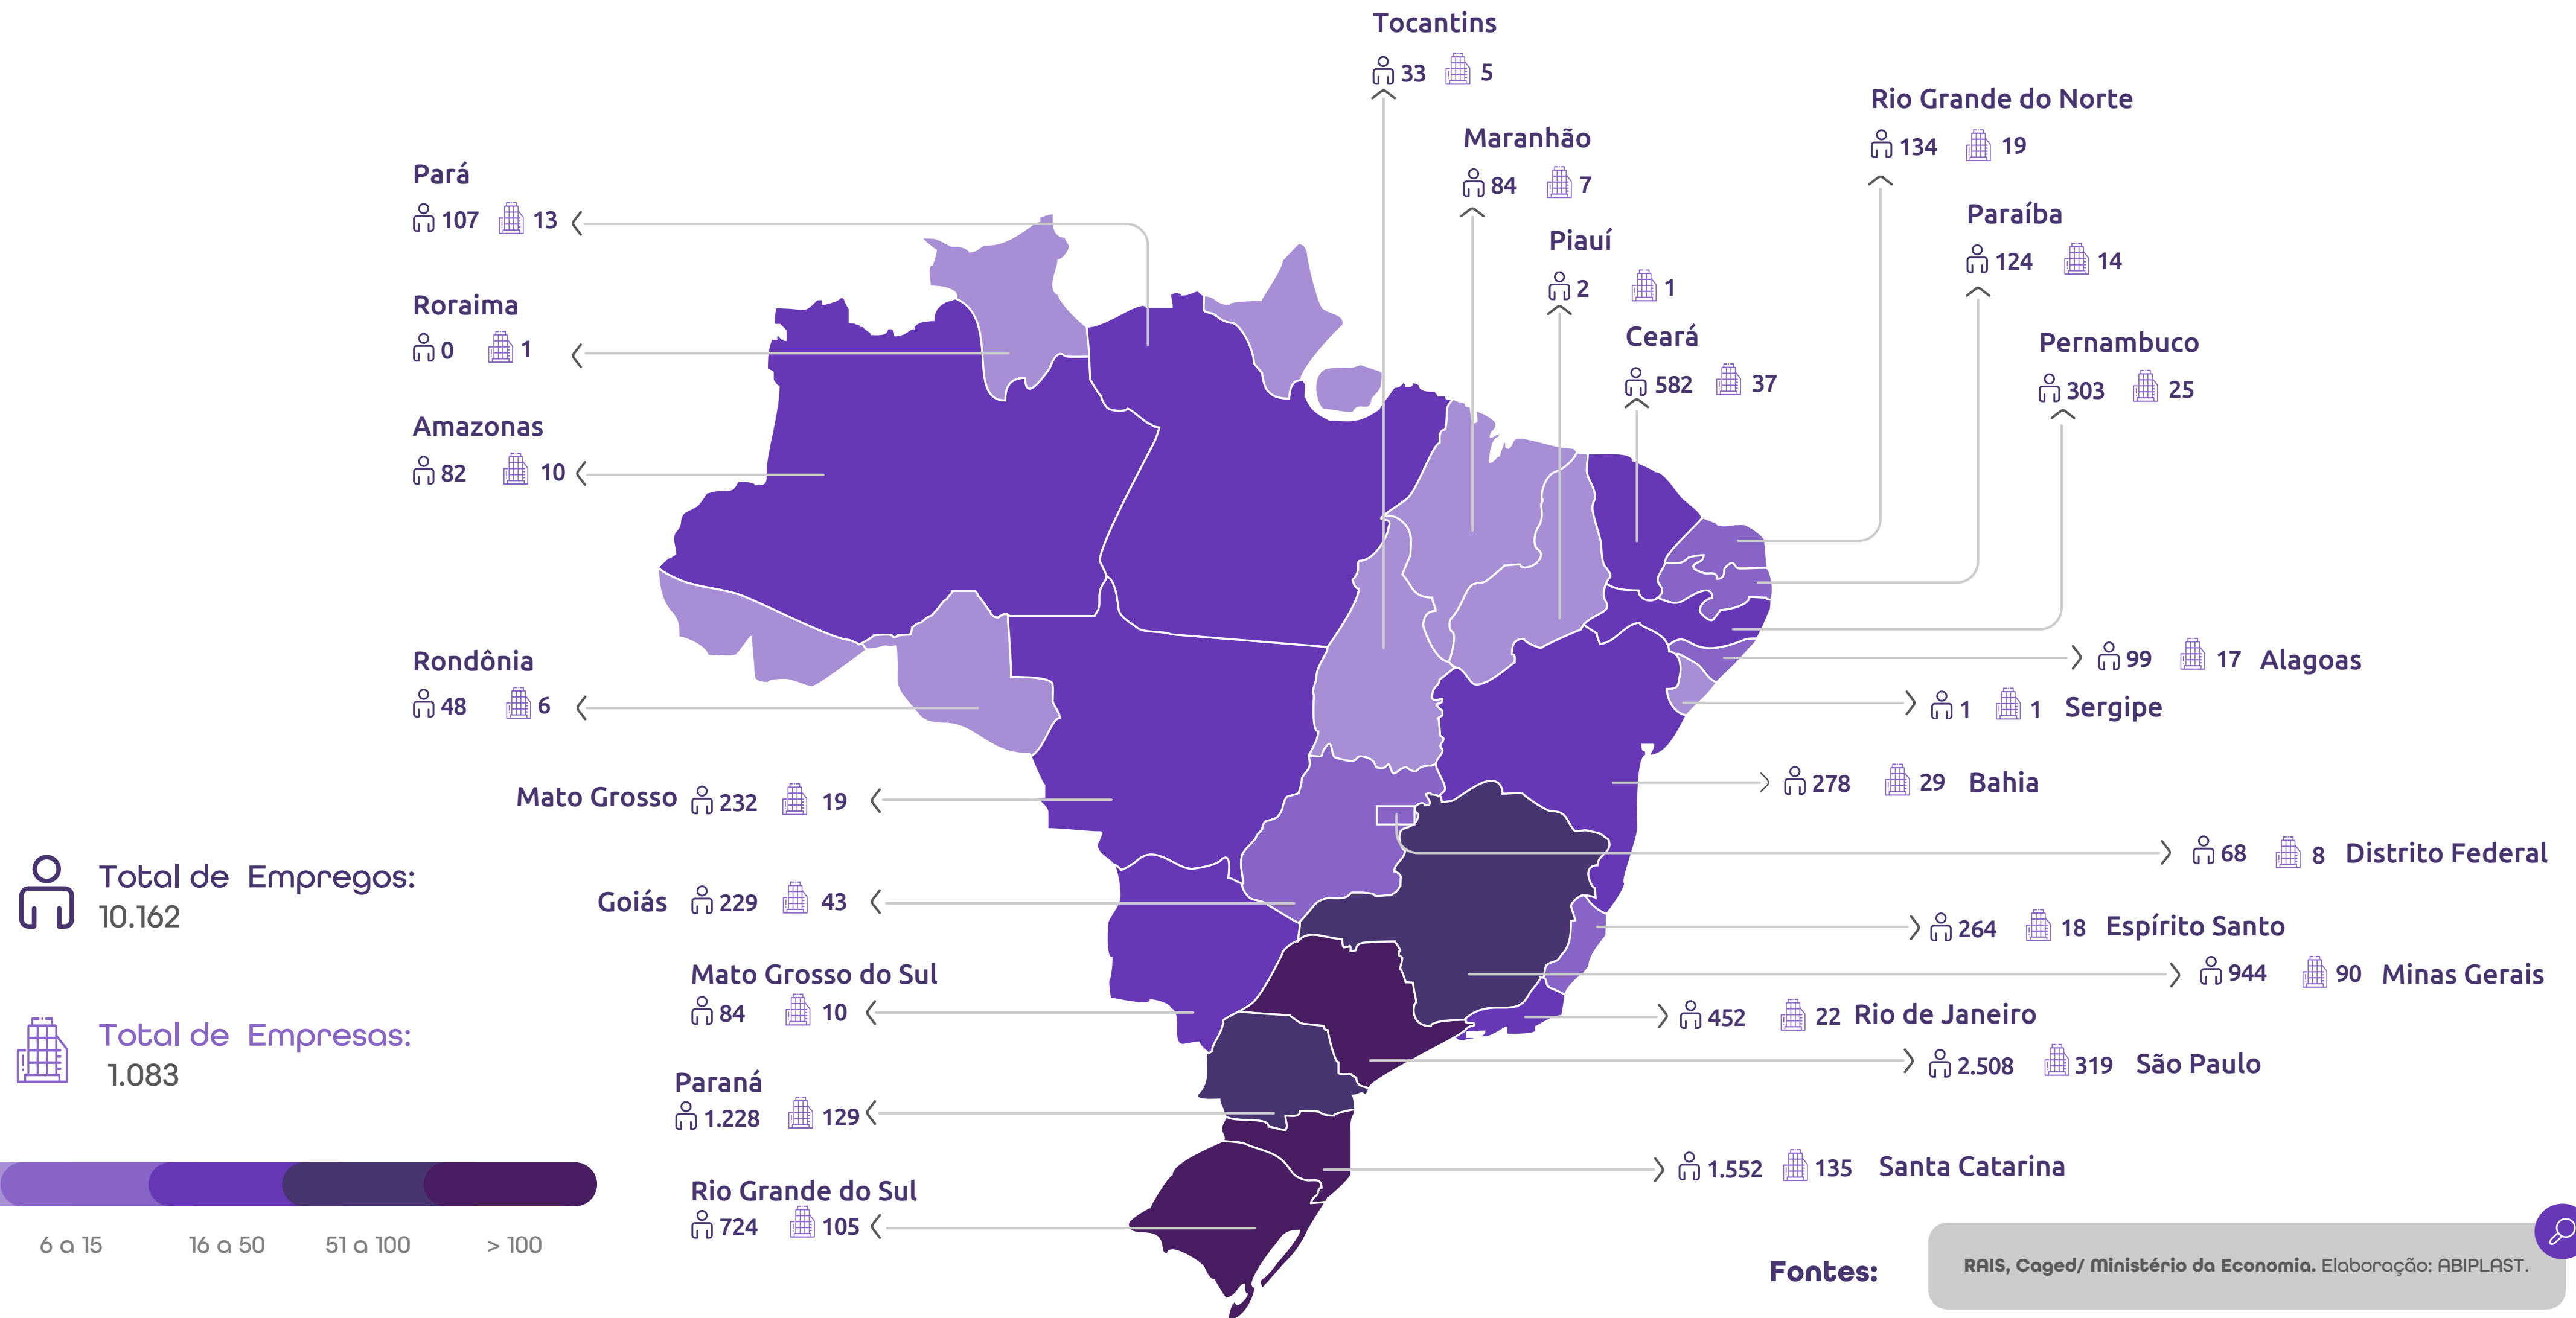 Tocantins
33 5
Maranhão
84 7
Piauí
2 1
Ceará
582 37
Rio Grande do Norte
134 19
Paraíba
124 14
Pernambuco
303 25
Pará
107 13
Roraima
0 1
Amazonas
82 10
Rondônia
48 6
Mato Grosso 232 19
Goiás 229 43
Mato Grosso do Sul
84 10
Paraná
1.228 129
Rio Grande do Sul
724 105
99 17 Alagoas
1 1 Sergipe
278 29 Bahia
68 8 Distrito Federal
264 18 Espírito Santo
944 90 Minas Gerais
452 22 Rio de Janeiro
2.508 319 São Paulo
1.552 135 Santa Catarina
Total de Empregos:
10.162
Total de Empresas:
1.083
6 a 15 16 a 50 51 a 100 > 100
Fontes:
RAIS, Caged/ Ministério da Economia. Elaboração: ABIPLAST.